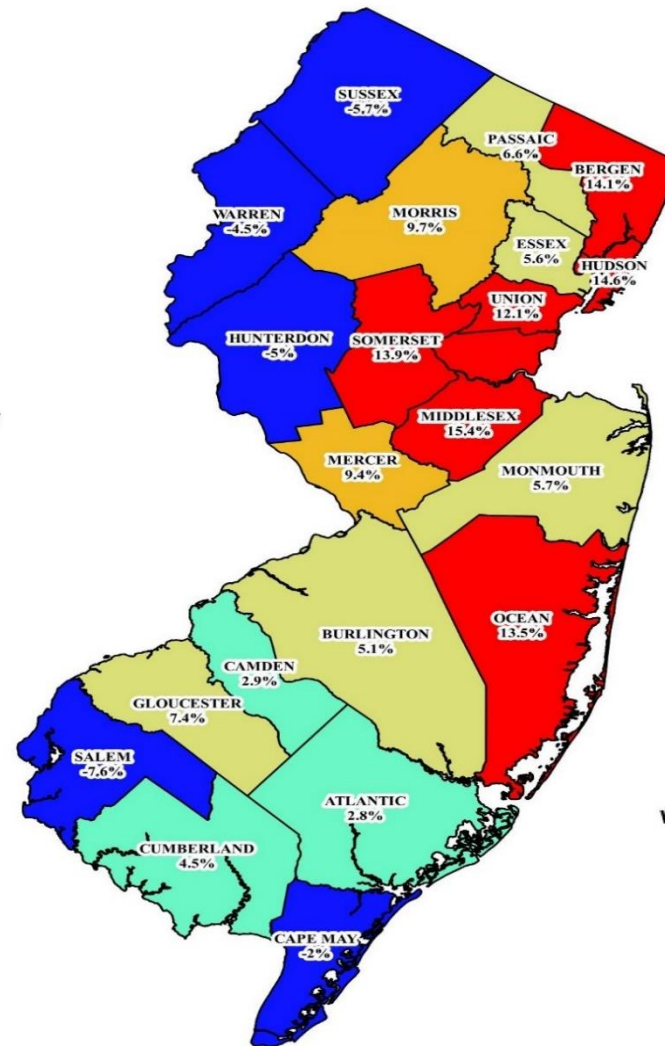 SUSSEX
-5.7%
PASSAIC
6.6%
BERGEN
14.1%
WARREN
-4.5%
MORRIS
9.7%
ESSEX
5.6%
HUDSON
14.6%
UNION
12.1%
HUNTERDON
-5%
SOMERSET
13.9%
MIDDLESEX
15.4%
MERCER
9.4%
MONMOUTH
5.7%
OCEAN
13.5%
BURLINGTON
5.1%
CAMDEN
2.9%
GLOUCESTER
7.4%
SALEM
-7.6%
ATLANTIC
2.8%
CUMBERLAND
4.5%
CAPE MAY
-2%